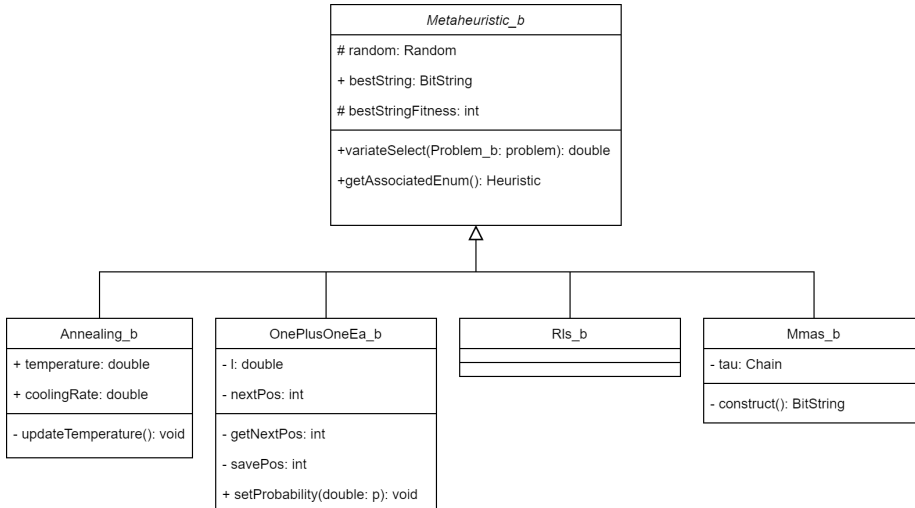 Metaheuristic_b
# random: Random
+ bestString: BitString
# bestStringFitness: int
+variateSelect(Problem_b: problem): double
+getAssociatedEnum(): Heuristic
Annealing_b
+ temperature: double
+ coolingRate: double
- updateTemperature(): void
OnePlusOneEa_b
- l: double
- nextPos: int
- getNextPos: int
- savePos: int
+ setProbability(double: p): void
Rls_b
Mmas_b
- tau: Chain
- construct(): BitString